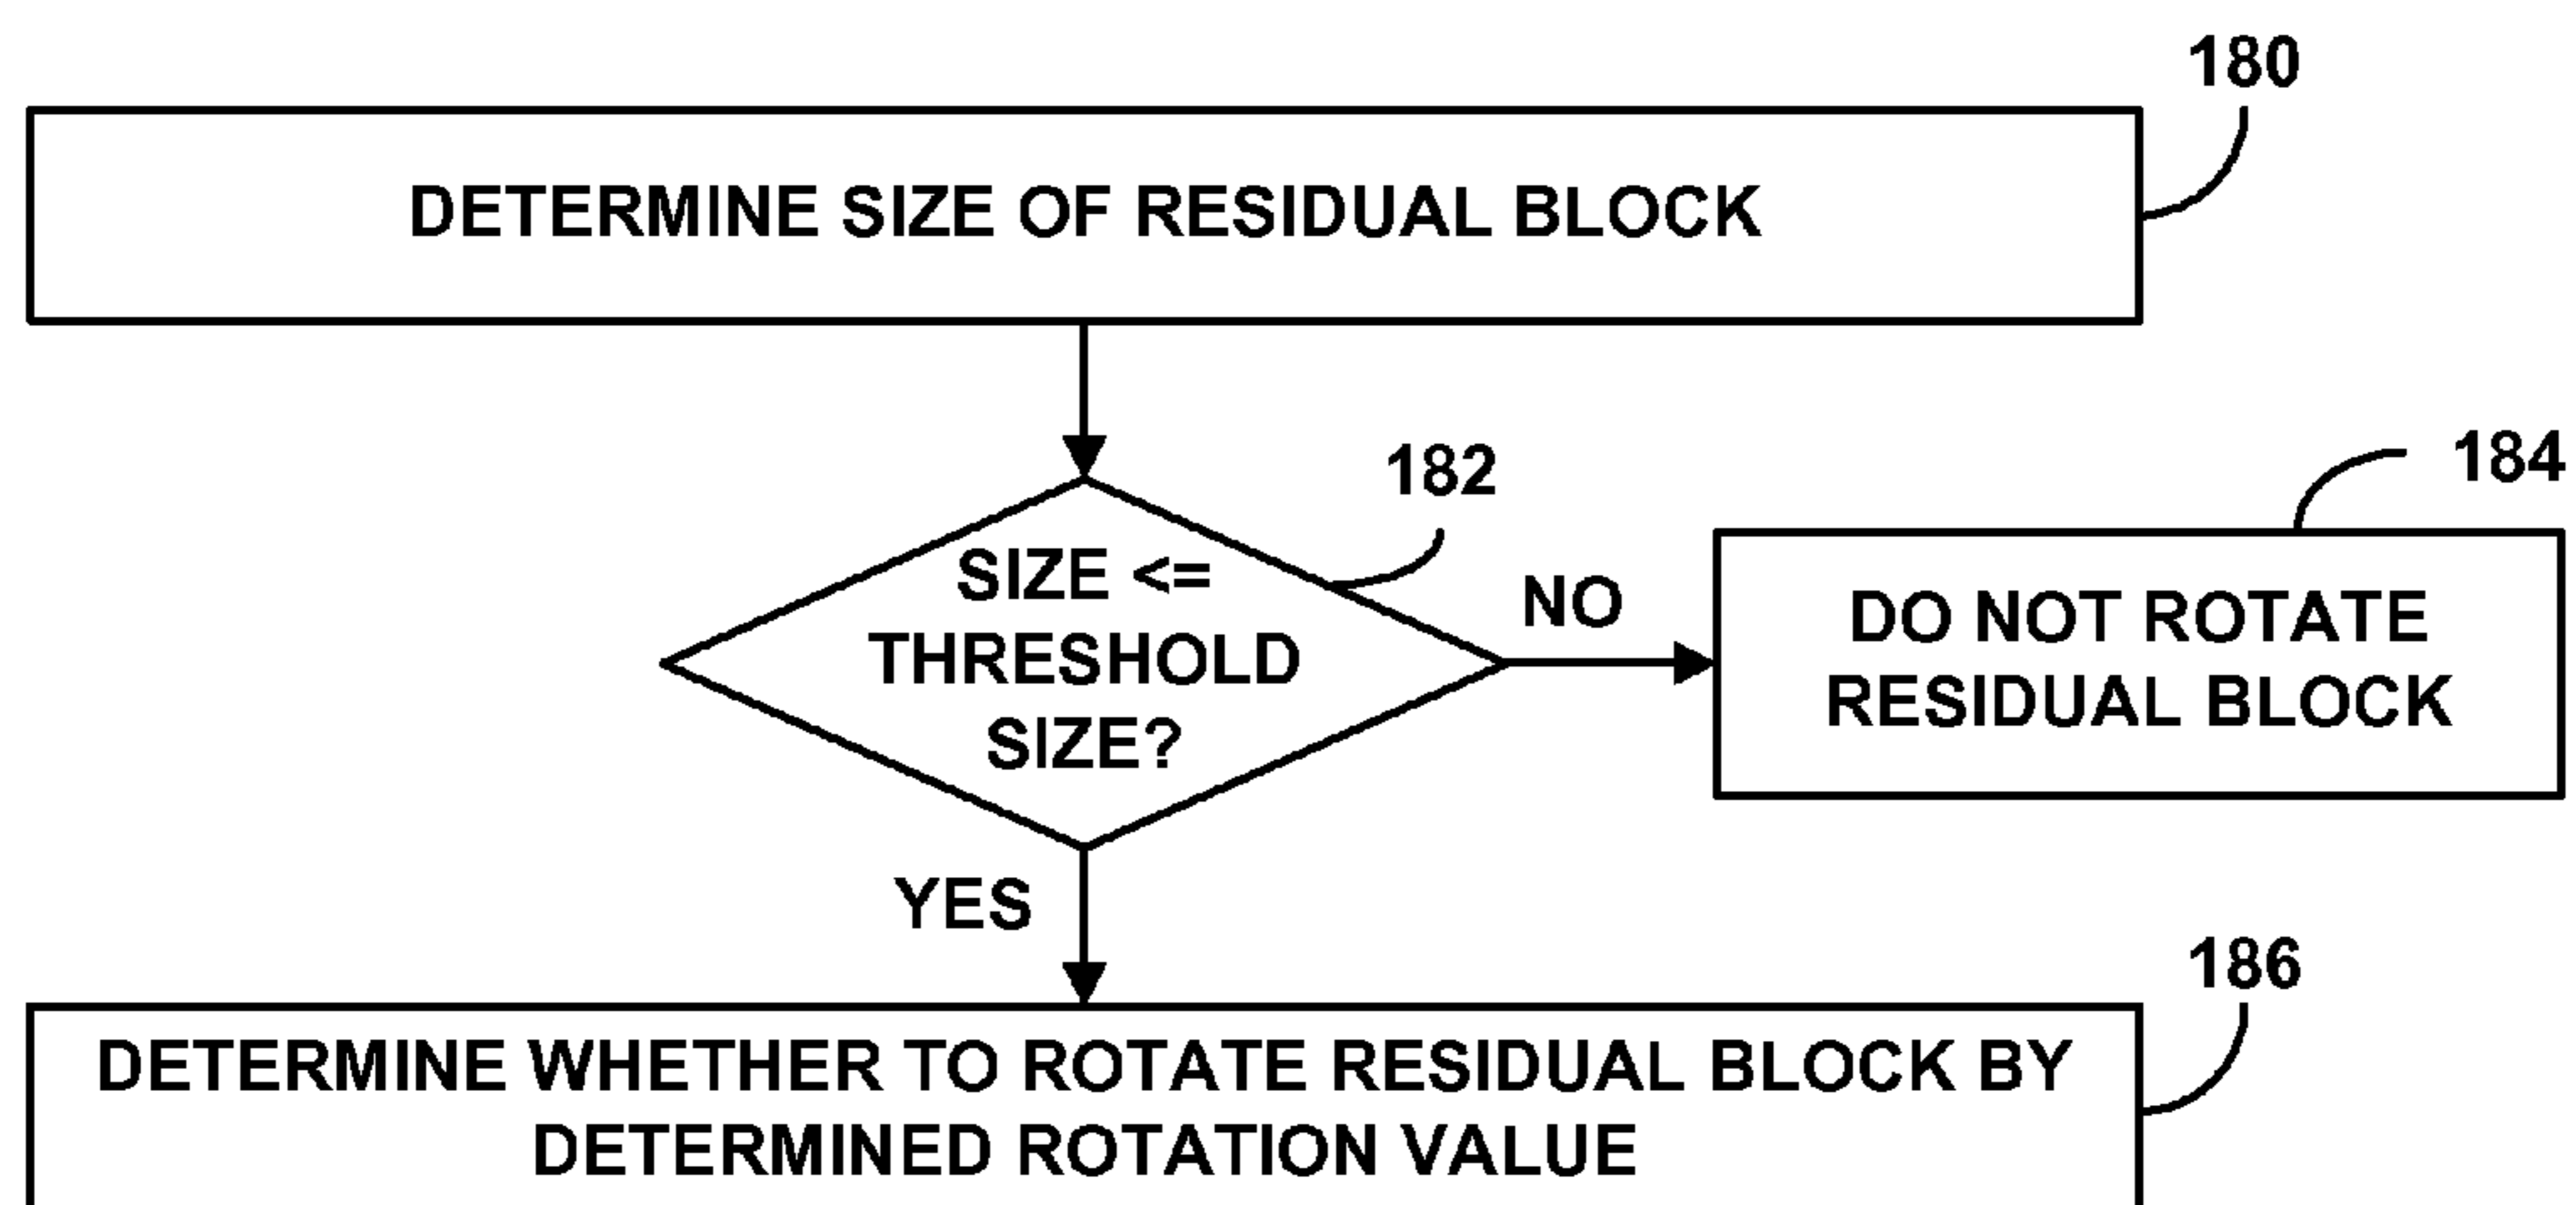 180
DETERMINE SIZE OF RESIDUAL BLOCK
182
184
SIZE <=
THRESHOLD
SIZE?
NO
DO NOT ROTATE
RESIDUAL BLOCK
YES
186
DETERMINE WHETHER TO ROTATE RESIDUAL BLOCK BY
DETERMINED ROTATION VALUE